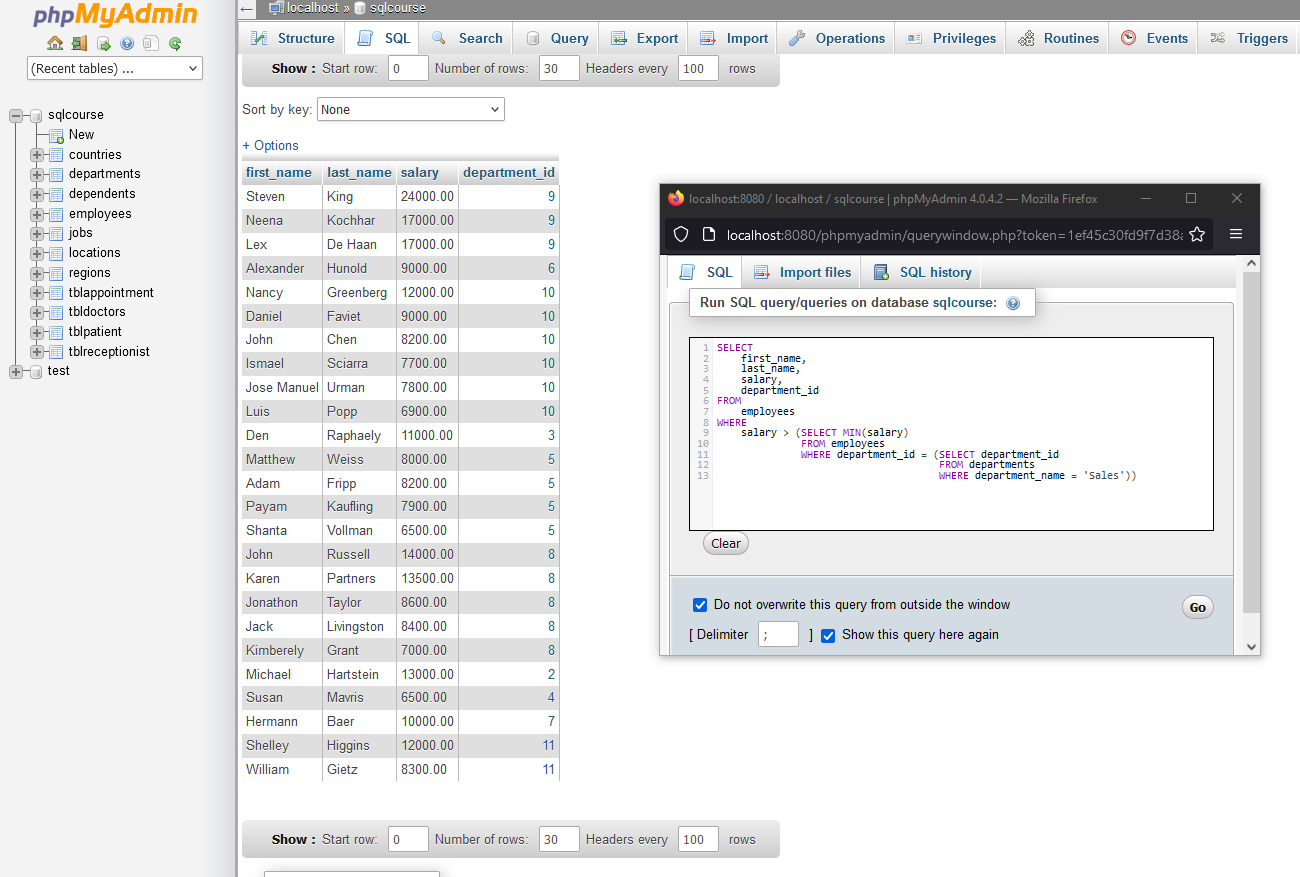 phpMyAdmin
(Recent tables) ...
sqlcourse
New
countries
departments
dependents
employees
jobs
locations
regions
tblappointment
tbldoctors
tblpatient
tblreceptionist
test
localhost » sqlcourse
Structure SQL Search Query Export Import Operations Privileges Routines Events Triggers
Show : Start row: 0 Number of rows: 30 Headers every 100 rows
Sort by key: None
+ Options
first_name last_name salary department_id
Steven King 24000.00 9
Neena Kochhar 17000.00 9
Lex De Haan 17000.00 9
Alexander Hunold 9000.00 6
Nancy Greenberg 12000.00 10
Daniel Faviet 9000.00 10
John Chen 8200.00 10
Ismael Sciarra 7700.00 10
Jose Manuel Urman 7800.00 10
Luis Popp 6900.00 10
Den Raphaely 11000.00 3
Matthew Weiss 8000.00 5
Adam Fripp 8200.00 5
Payam Kaufling 7900.00 5
Shanta Vollman 6500.00 5
John Russell 14000.00 8
Karen Partners 13500.00 8
Jonathon Taylor 8600.00 8
Jack Livingston 8400.00 8
Kimberely Grant 7000.00 8
Michael Hartstein 13000.00 2
Susan Mavris 6500.00 4
Hermann Baer 10000.00 7
Shelley Higgins 12000.00 11
William Gietz 8300.00 11
Show : Start row: 0 Number of rows: 30 Headers every 100 rows
localhost:8080 / localhost / sqlcourse | phpMyAdmin 4.0.4.2 — Mozilla Firefox
localhost:8080/phpmyadmin/querywindow.php?token=1ef45c30fd9f7d38
SQL Import files SQL history
Run SQL query/queries on database sqlcourse:
1 SELECT
2 first_name,
3 last_name,
4 salary,
5 department_id
6 FROM
7 employees
8 WHERE
9 salary > (SELECT MIN(salary)
10 FROM employees
11 WHERE department_id = (SELECT department_id
12 FROM departments
13 WHERE department_name = 'Sales'))
Clear
Do not overwrite this query from outside the window
Go
[ Delimiter ; ] Show this query here again